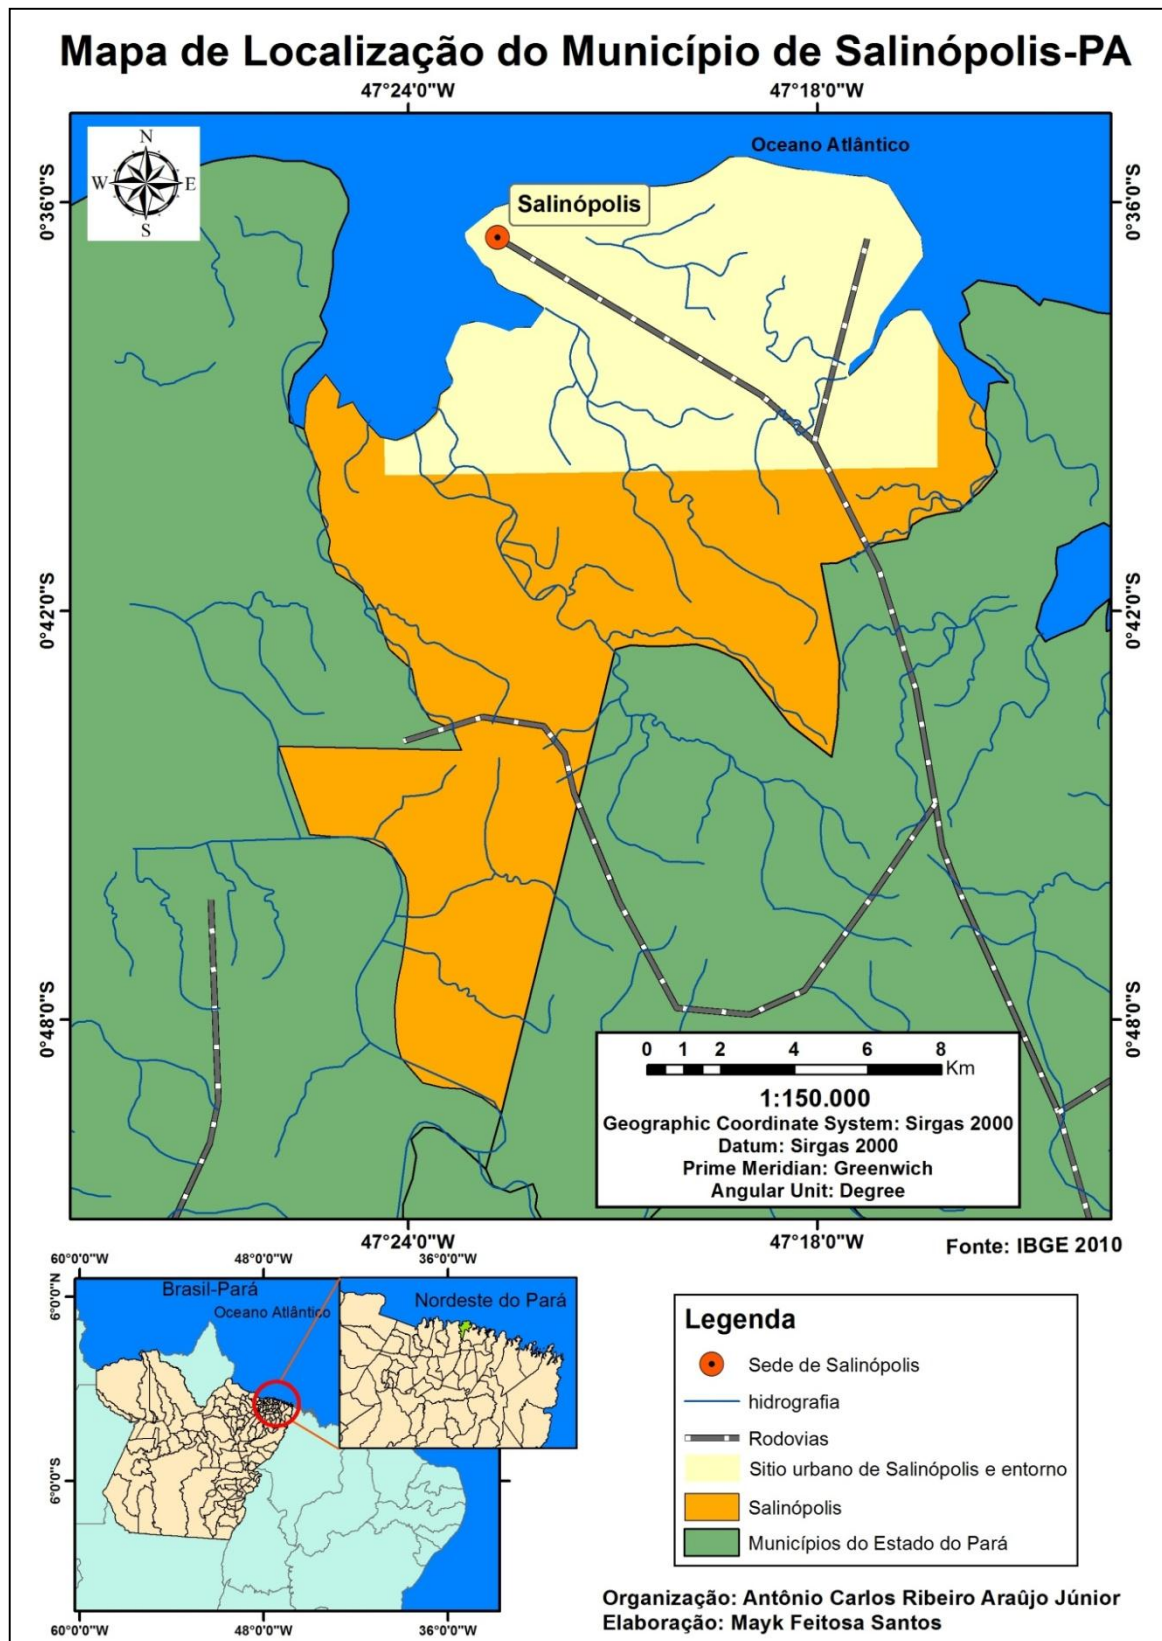 Mapa de Localização do Município de Salinópolis-PA
47°24'0"W
47°18'0"W
Oceano Atlântico
N
W
E
S
Salinópolis
0°36'0"S
0°36'0"S
0°42'0"S
0°42'0"S
0°48'0"S
0°48'0"S
0 1 2 4 6 8
Km
1:150.000
Geographic Coordinate System: Sirgas 2000
Datum: Sirgas 2000
Prime Meridian: Greenwich
Angular Unit: Degree
47°24'0"W
47°18'0"W
Fonte: IBGE 2010
60°0'0"W
48°0'0"W
36°0'0"W
6°0'0"N
Brasil-Pará
Oceano Atlântico
Nordeste do Pará
6°0'0"S
60°0'0"W
48°0'0"W
36°0'0"W
Legenda
Sede de Salinópolis
hidrografia
Rodovias
Sitio urbano de Salinópolis e entorno
Salinópolis
Municípios do Estado do Pará
Organização: Antônio Carlos Ribeiro Araûjo Júnior
Elaboração: Mayk Feitosa Santos